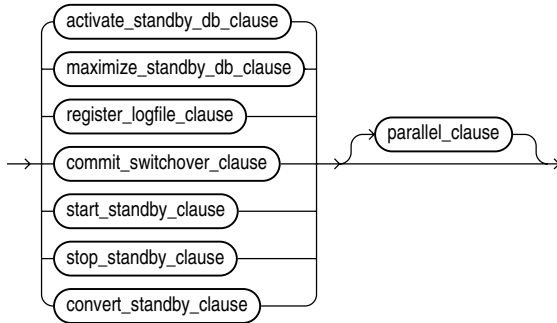 activate_standby_db_clause
maximize_standby_db_clause
register_logfile_clause
parallel_clause
commit_switchover_clause
start_standby_clause
stop_standby_clause
convert_standby_clause